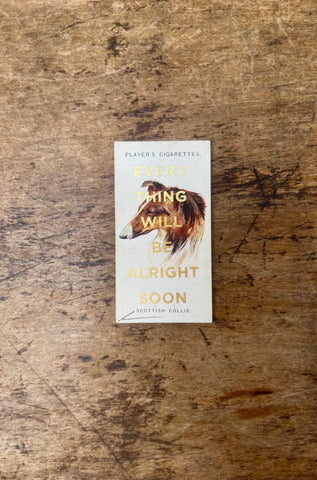 PLAYER'S CIGARETTES.
EVERY
THING
WILL
BE
ALRIGHT
SOON
SCOTTISH COLLIE.